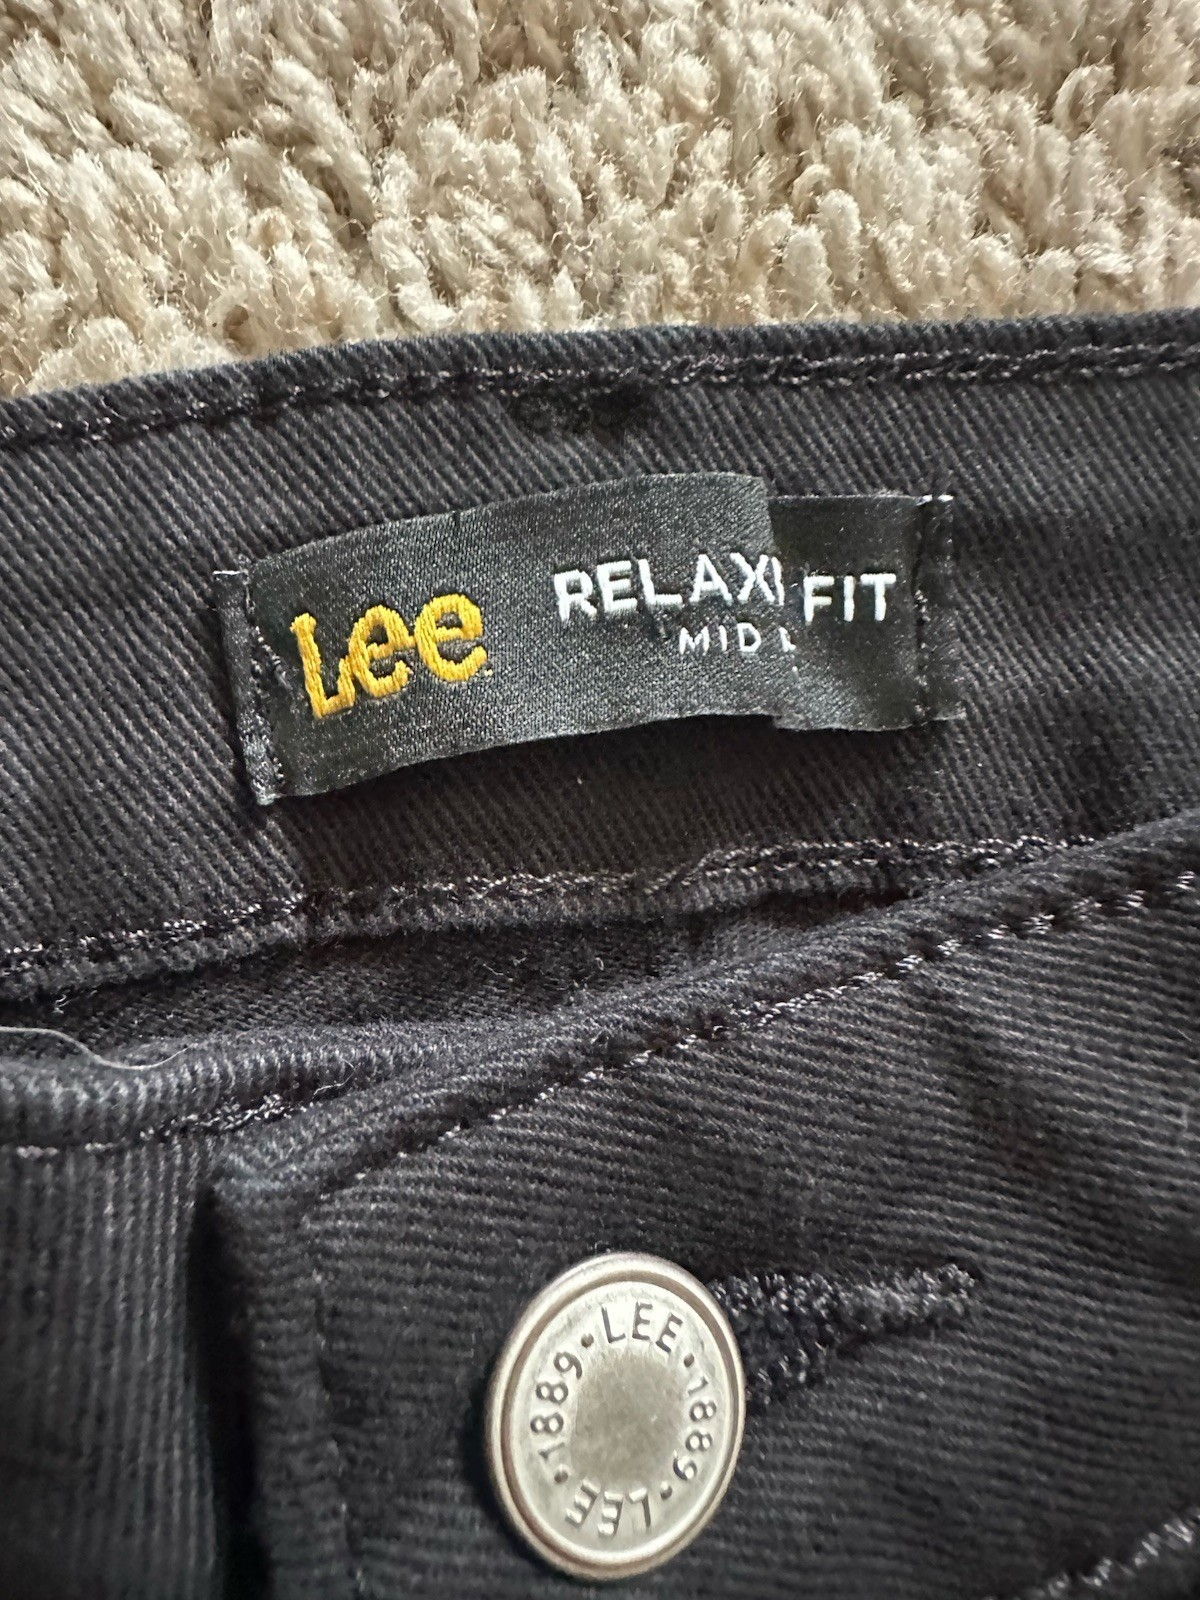 Lee
RELAX FIT
MID
LEE · 1889 · LEE · 1889